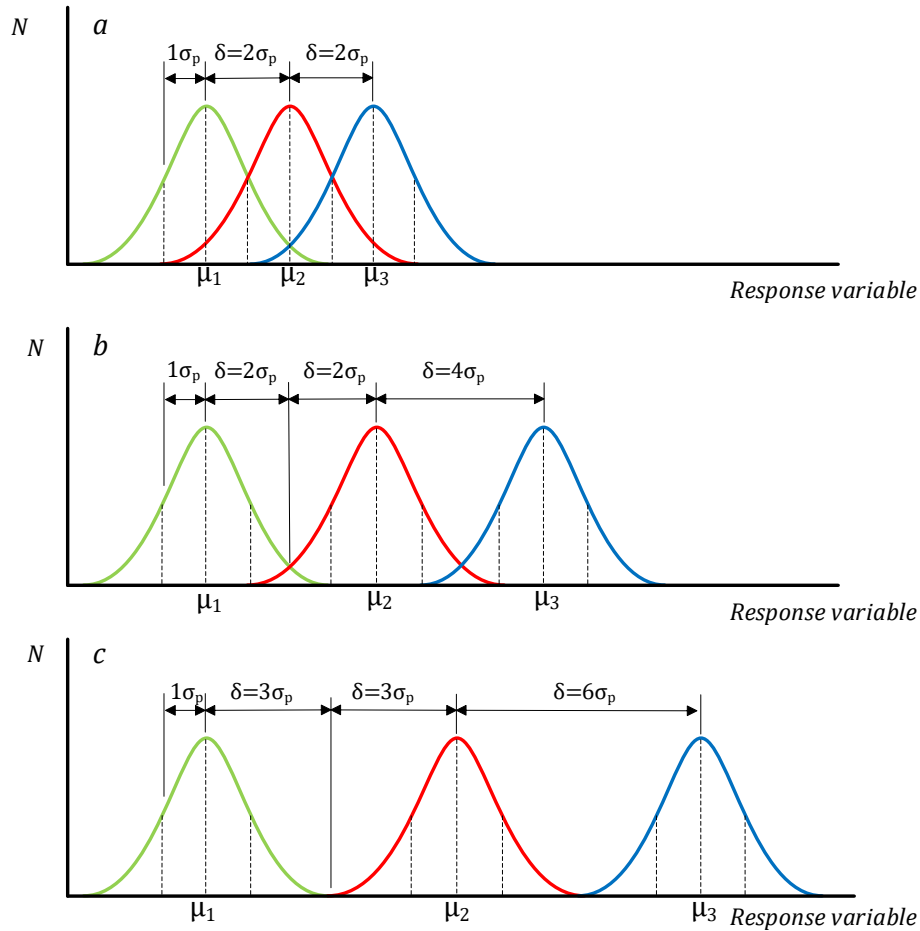 N a
1σp δ=2σp δ=2σp
μ1 μ2 μ3
Response variable
N b
1σp δ=2σp δ=2σp δ=4σp
μ1 μ2 μ3
Response variable
N c
1σp δ=3σp δ=3σp δ=6σp
μ1 μ2 μ3 Response variable